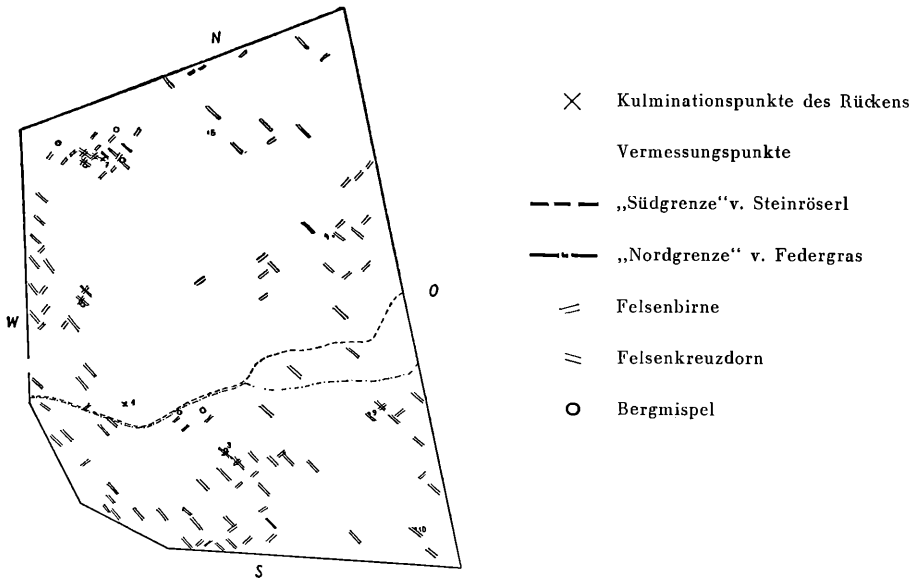 N
Kulminationspunkte des Rückens
Vermessungspunkte
„Südgrenze“ v. Steinröserl
„Nordgrenze“ v. Federgras
O
Felsenbirne
W
Felsenkreuzdorn
Bergmispel
S